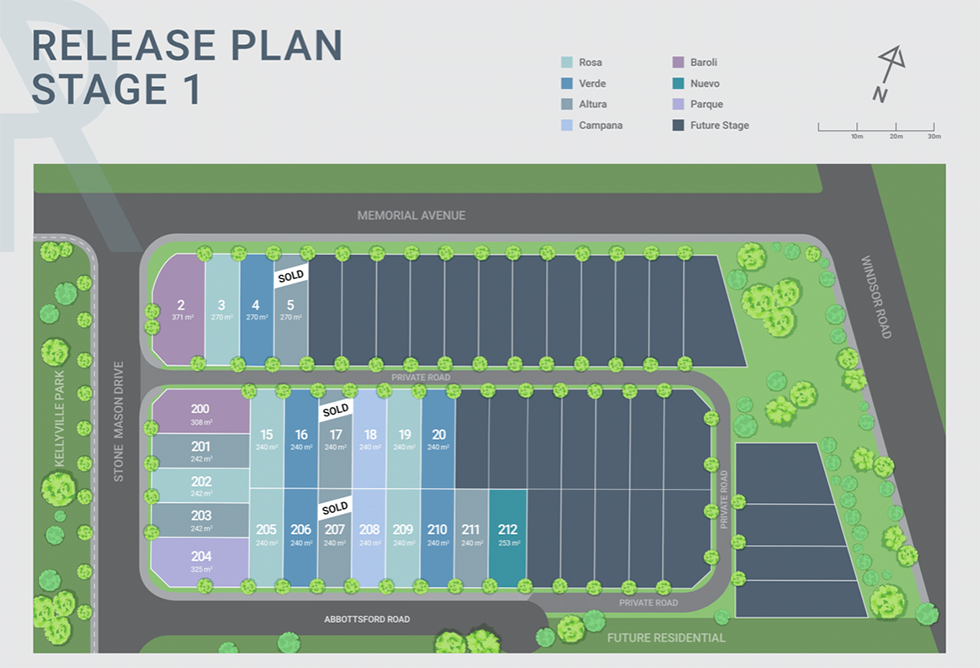 RELEASE PLAN
STAGE 1
Rosa
Verde
Altura
Campana
Baroli
Nuevo
Parque
Future Stage
N
10m 20m 30m
MEMORIAL AVENUE
WINDSOR ROAD
KELLYVILLE PARK
STONE MASON DRIVE
2
371 m²
3
270 m²
4
270 m²
SOLD
5
270 m²
PRIVATE ROAD
200
308 m²
201
242 m²
202
242 m²
203
242 m²
204
325 m²
15
240 m²
16
240 m²
SOLD
17
240 m²
18
240 m²
19
240 m²
20
240 m²
205
240 m²
206
240 m²
SOLD
207
240 m²
208
240 m²
209
240 m²
210
240 m²
211
240 m²
212
253 m²
PRIVATE ROAD
PRIVATE ROAD
ABBOTTSFORD ROAD
FUTURE RESIDENTIAL